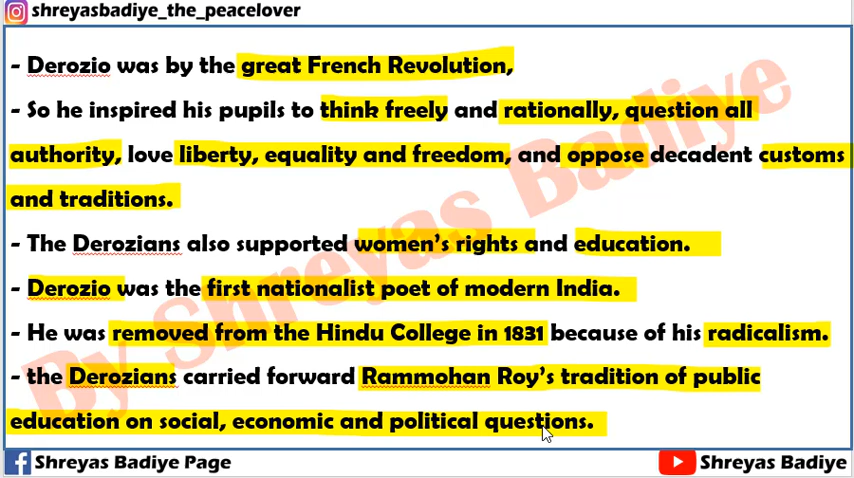 shreyasbadiye_the_peacelover
- Derozio was by the great French Revolution,
- So he inspired his pupils to think freely and rationally, question all
authority, love liberty, equality and freedom, and oppose decadent customs
and traditions.
- The Derozians also supported women's rights and education.
- Derozio was the first nationalist poet of modern India.
- He was removed from the Hindu College in 1831 because of his radicalism.
- the Derozians carried forward Rammohan Roy's tradition of public
education on social, economic and political questions.
By Shreyas Badiye
Shreyas Badiye Page
Shreyas Badiye